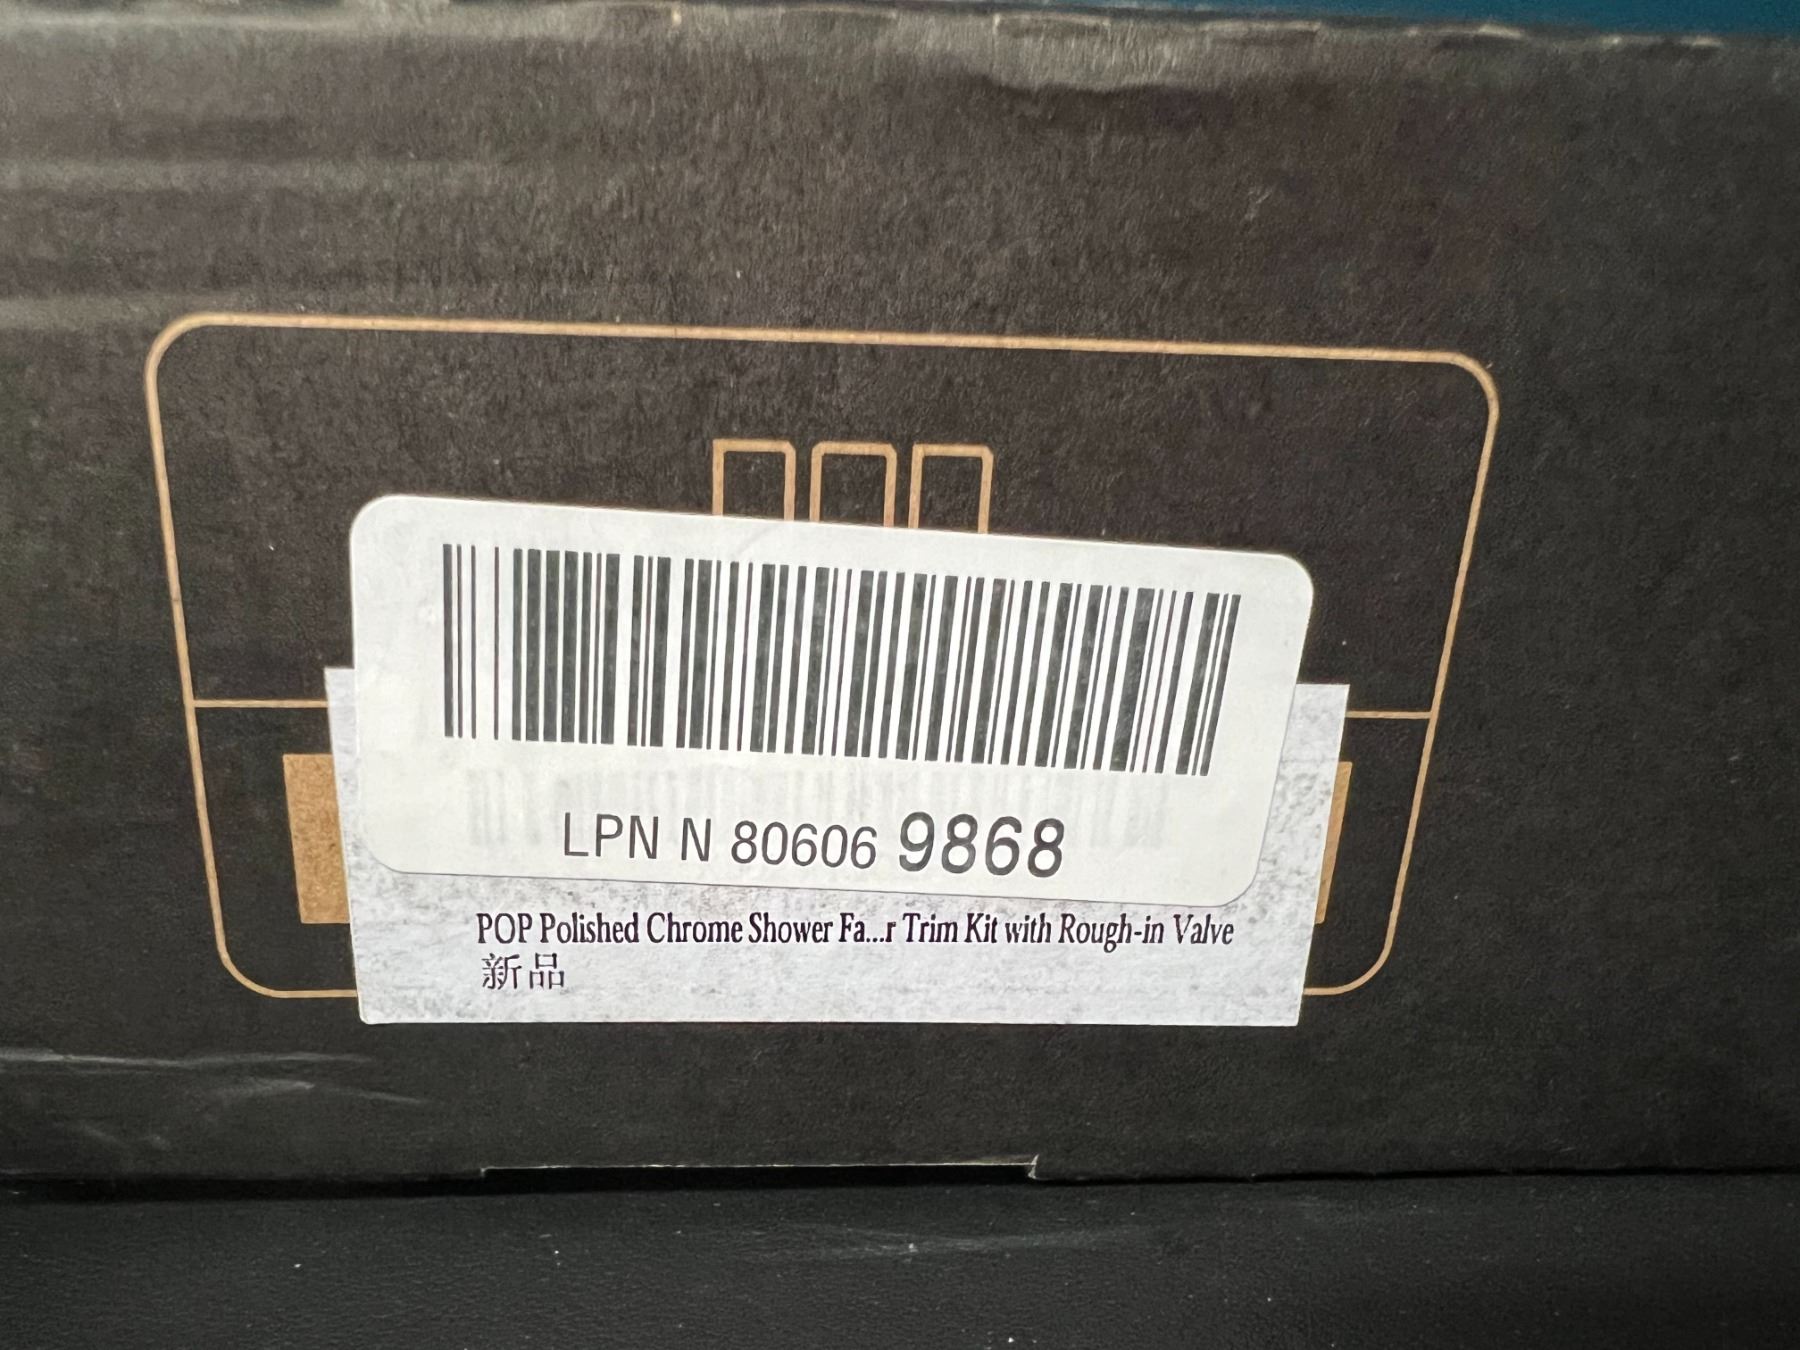 LPN N 80606 9868
POP Polished Chrome Shower Fa...r Trim Kit with Rough-in Valve
新品